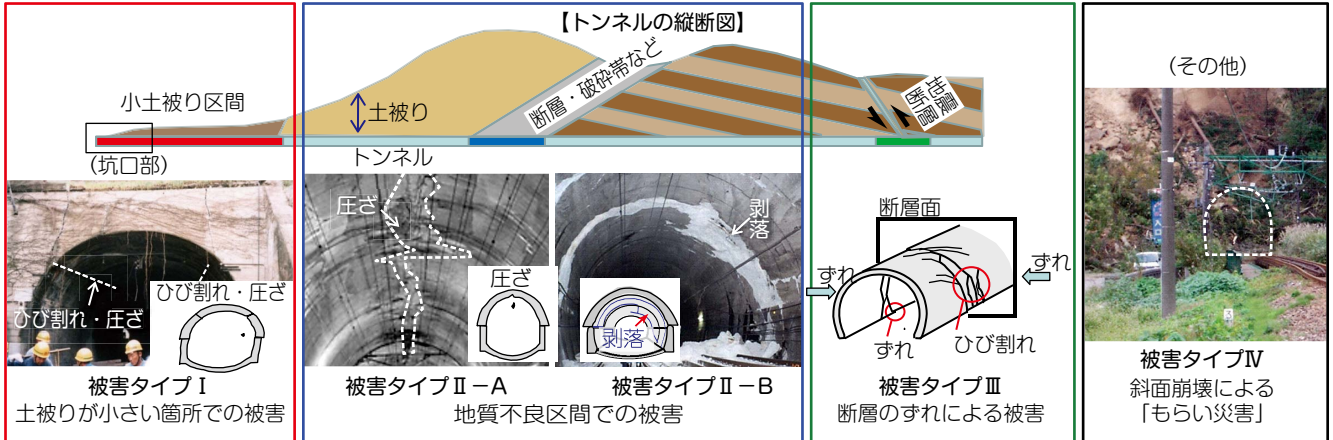 【トンネルの縦断図】
小土被り区間
(坑口部)
土被り
トンネル
断層・破砕帯など
地震
断層
ひび割れ・圧ざ
ひび割れ・圧ざ
被害タイプⅠ
土被りが小さい箇所での被害
圧ざ
圧ざ
剥落
剥落
被害タイプⅡ－A
被害タイプⅡ－B
地質不良区間での被害
断層面
ずれ
ずれ
ずれ
ひび割れ
被害タイプⅢ
断層のずれによる被害
(その他)
3
被害タイプⅣ
斜面崩壊による
「もらい災害」